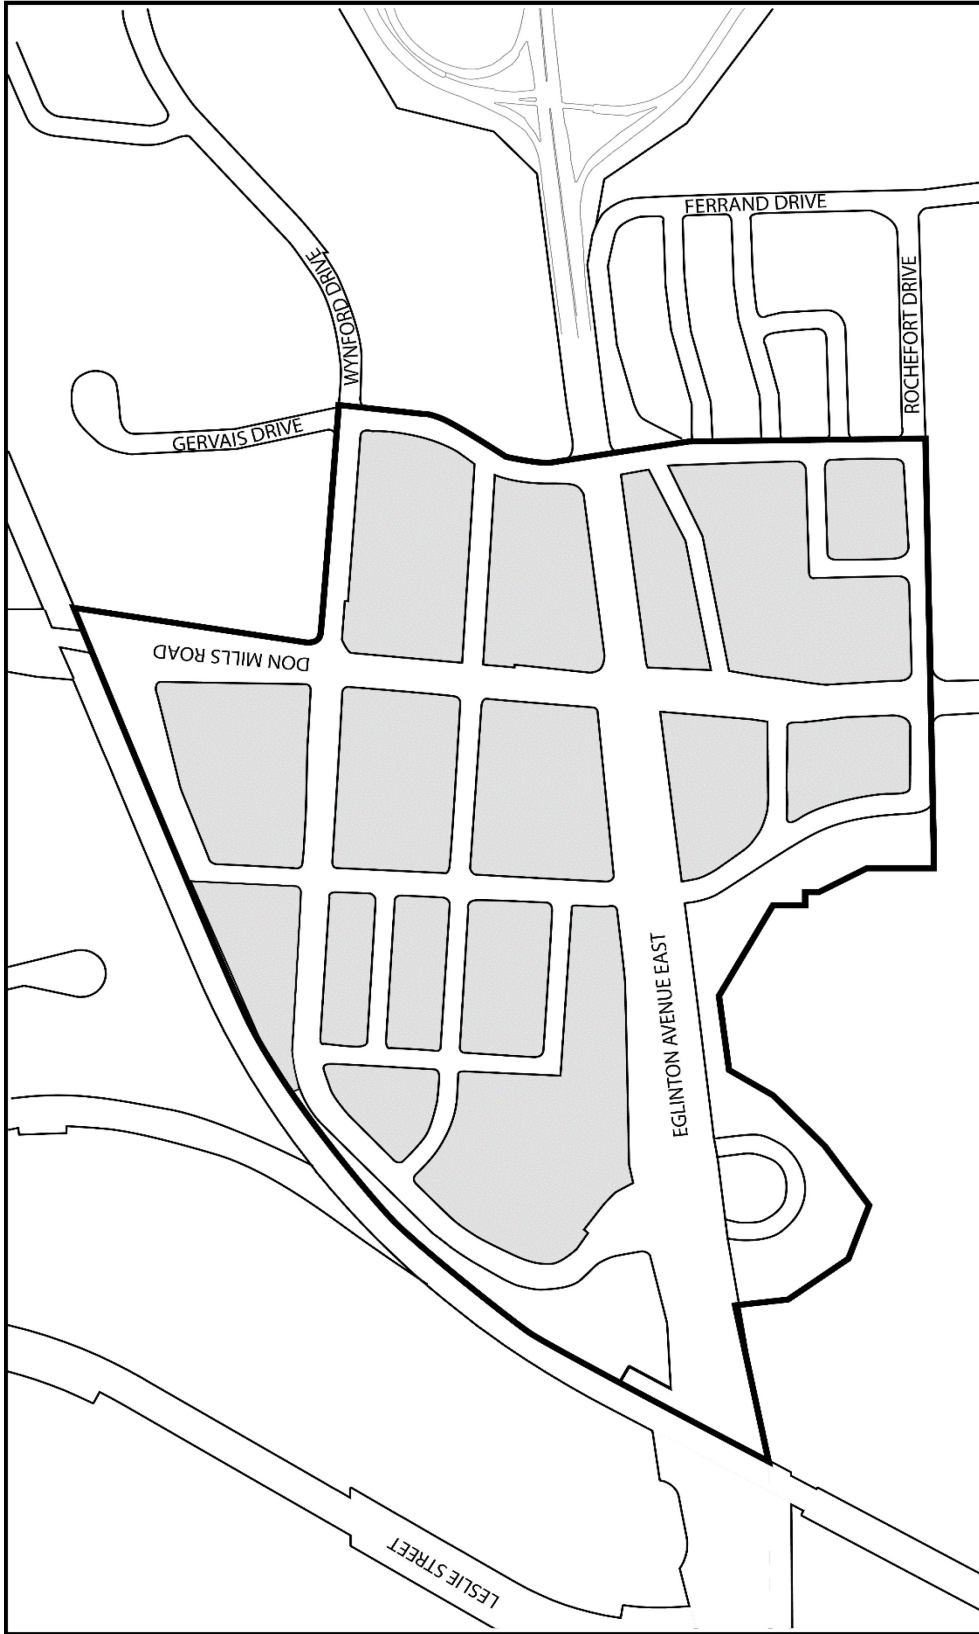 FERRAND DRIVE
WYNFORD DRIVE
ROCHEFORT DRIVE
GERVAIS DRIVE
DON MILLS ROAD
EGLINTON AVENUE EAST
LESLIE STREET